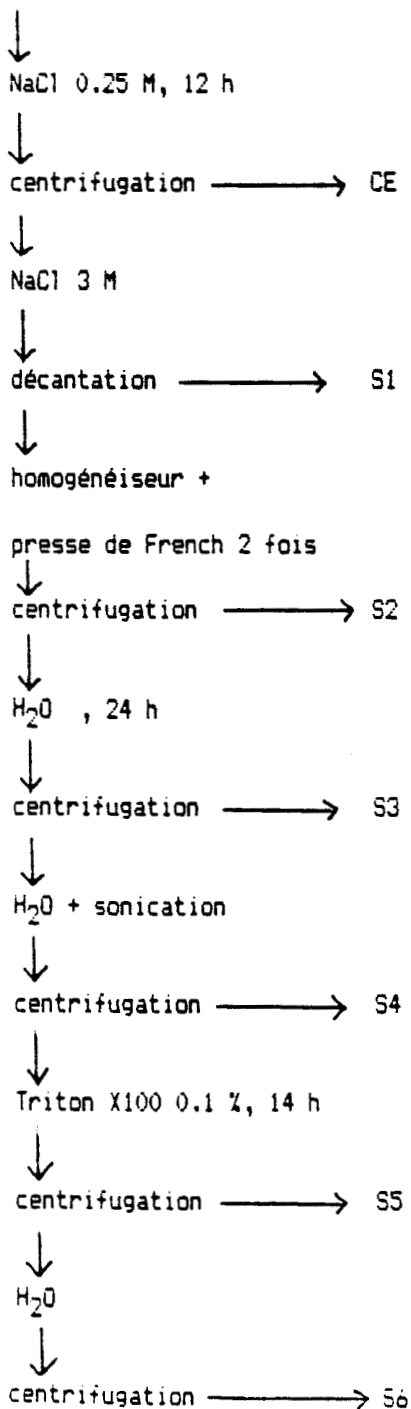 NaCl 0.25 M, 12 h
centrifugation CE
NaCl 3 M
décantation S1
homogénéiseur +
presse de French 2 fois
centrifugation S2
H2O , 24 h
centrifugation S3
H2O + sonication
centrifugation S4
Triton X100 0.1 %, 14 h
centrifugation S5
H2O
centrifugation S6